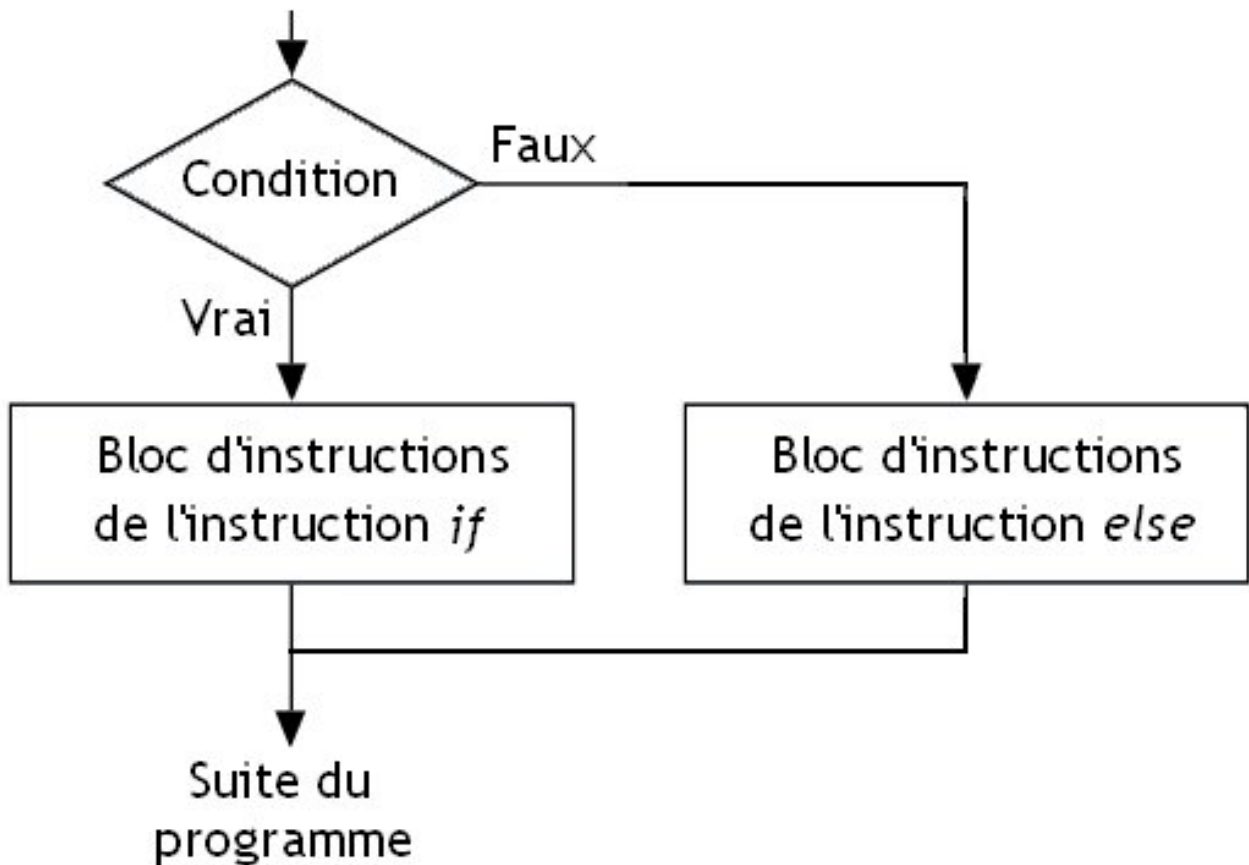 Condition
Faux
Vrai
Bloc d'instructions
de l'instruction if
Bloc d'instructions
de l'instruction else
Suite du
programme